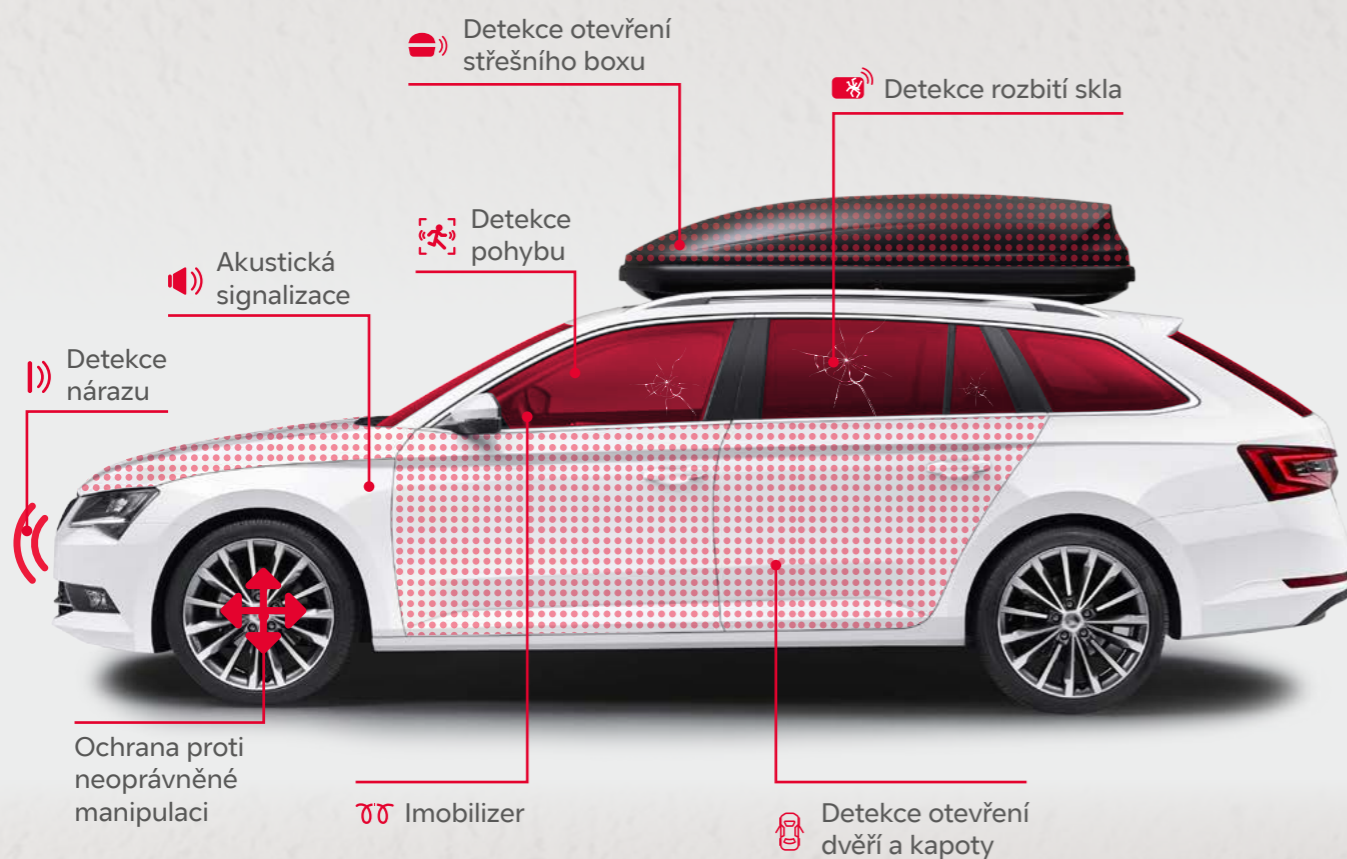 Detekce otevření
střešního boxu
Detekce rozbití skla
Detekce
pohybu
Akustická
signalizace
Detekce
nárazu
Ochrana proti
neoprávněné
manipulaci
Imobilizer
Detekce otevření
dvěří a kapoty